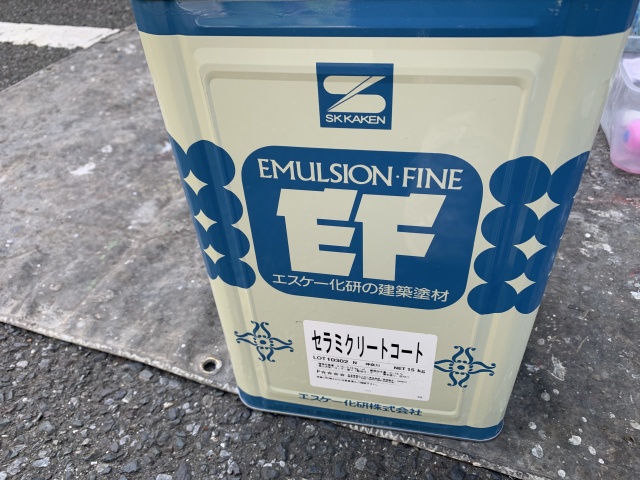 SK KAKEN
EMULSION·FINE
EF
エスケー化研の建築塗材
セラミクリートコート
LOT 10302 N NET 15 kg
エスケー化研株式会社